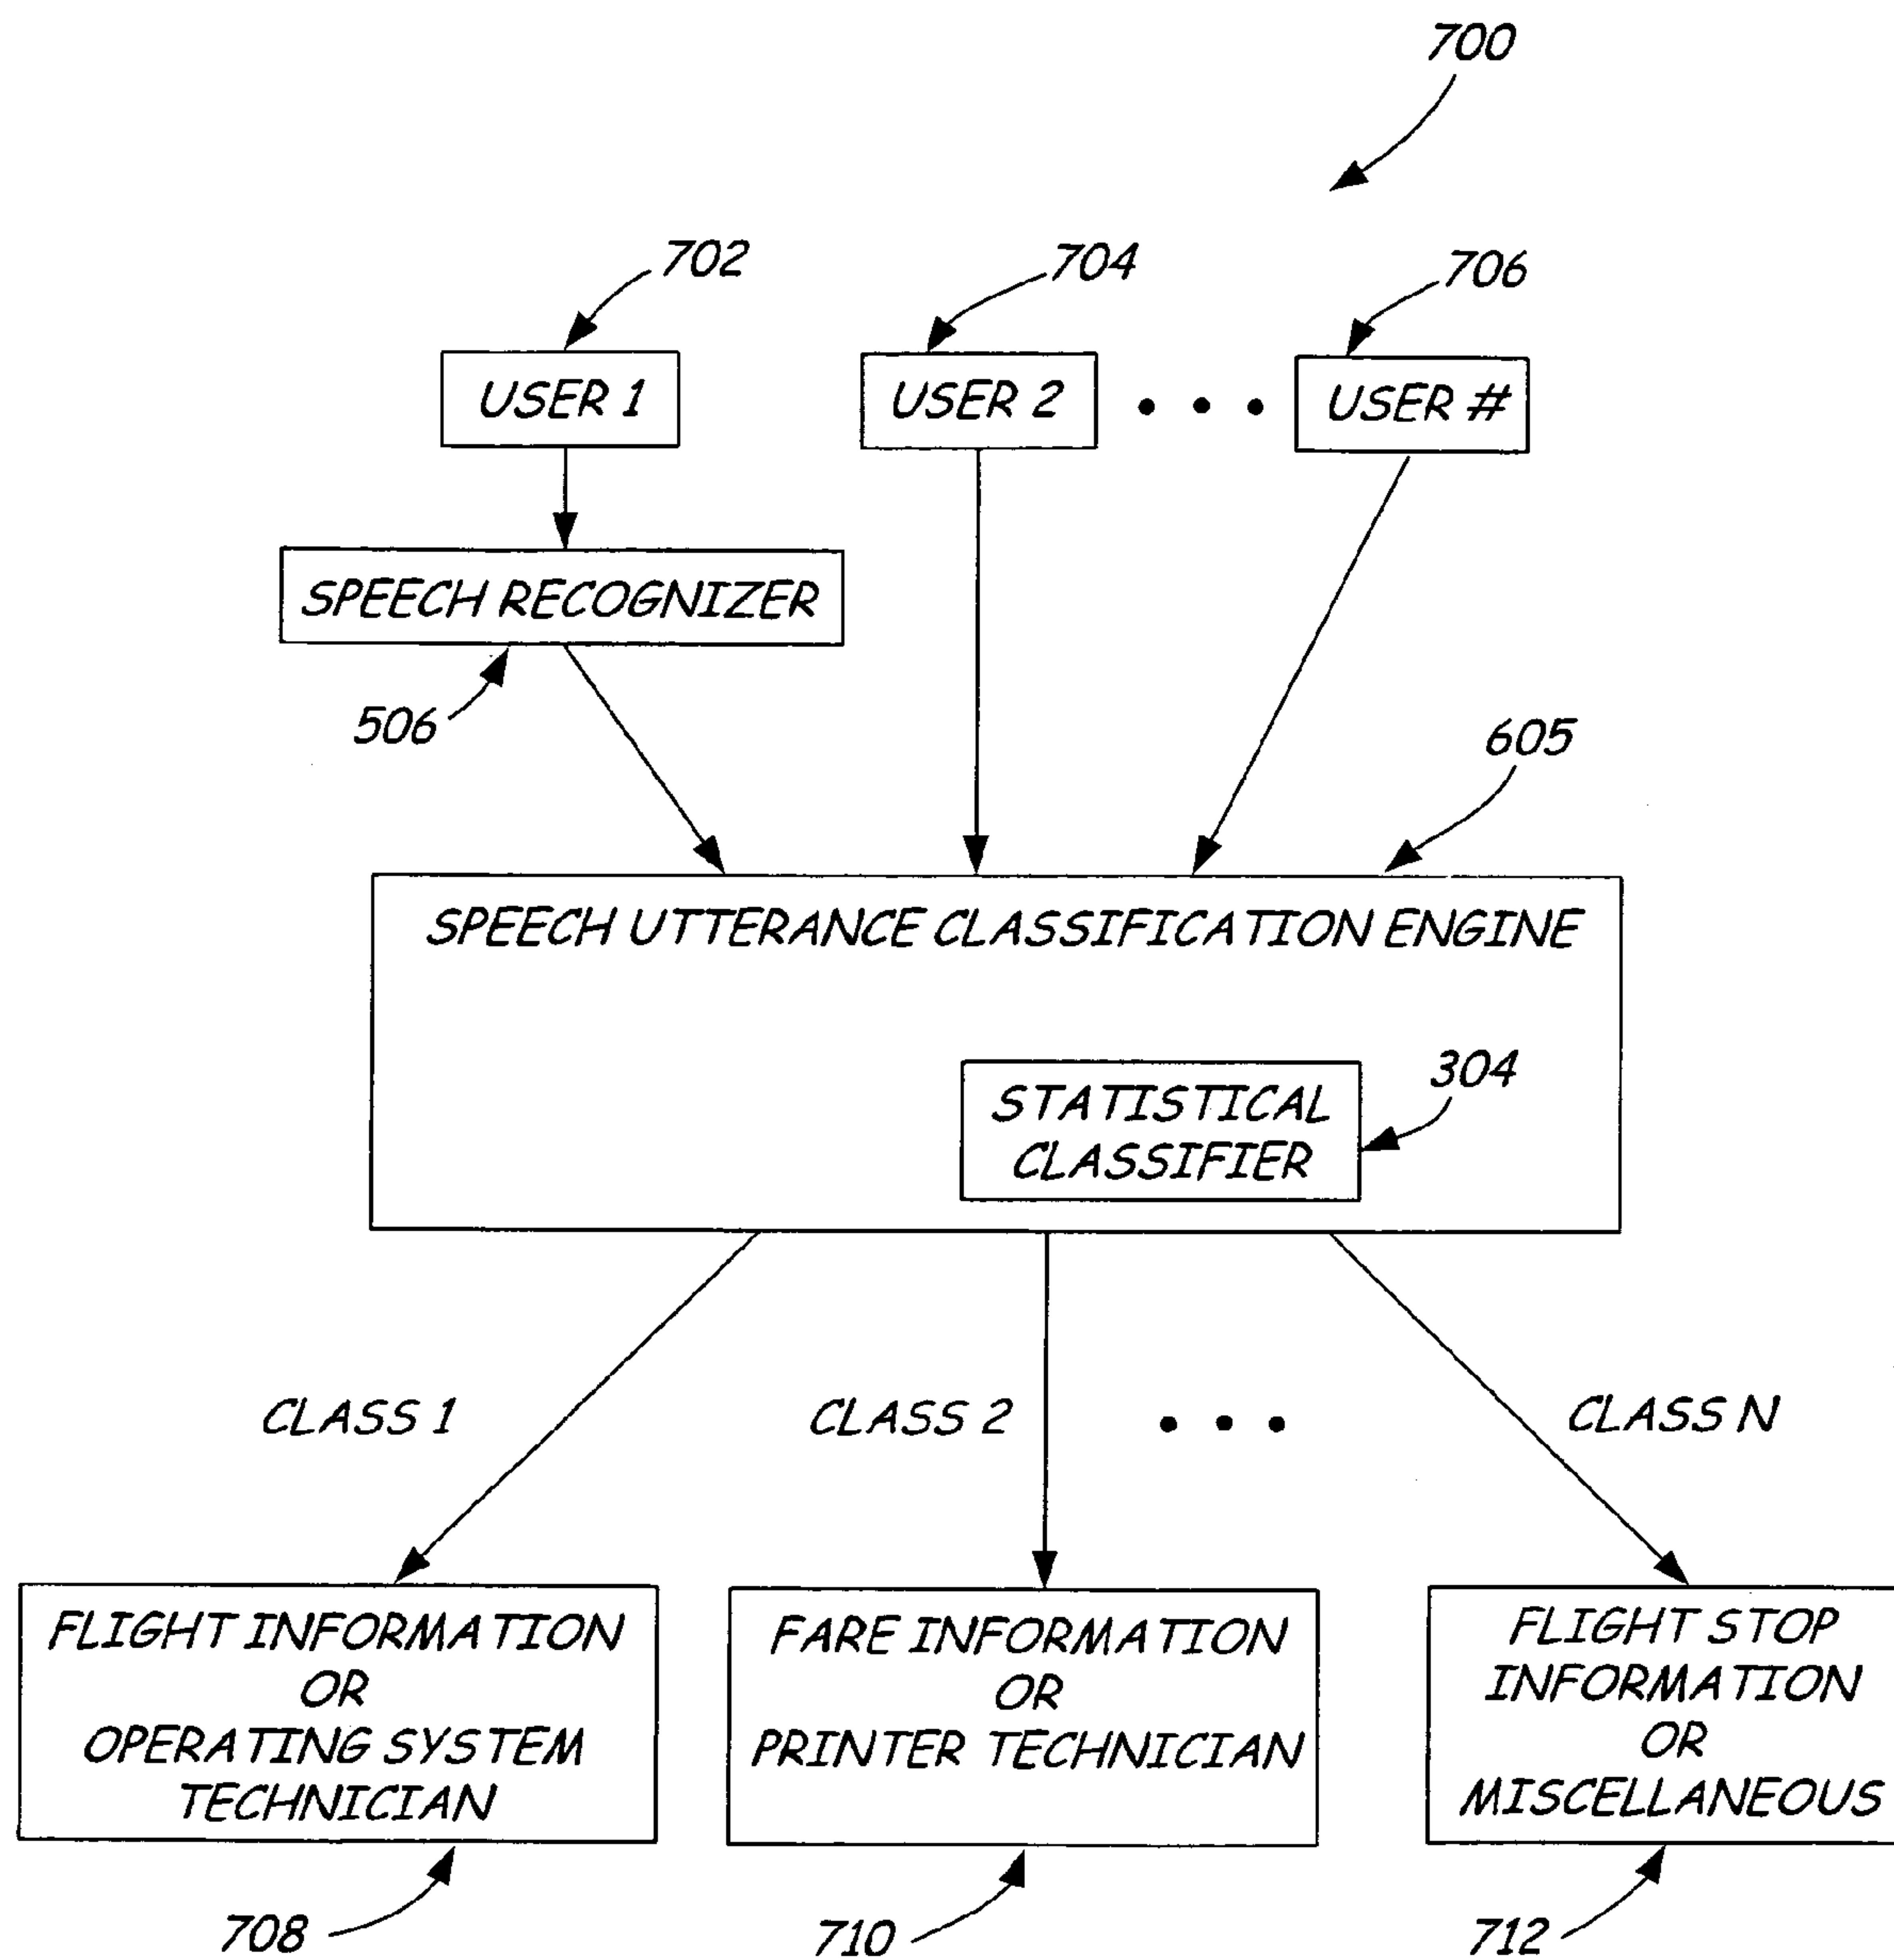 700
702
704
706
USER 1
USER 2
• • •
USER #
SPEECH RECOGNIZER
506
605
SPEECH UTTERANCE CLASSIFICATION ENGINE
304
STATISTICAL
CLASSIFIER
CLASS 1
CLASS 2
• • •
CLASS N
FLIGHT INFORMATION
OR
OPERATING SYSTEM
TECHNICIAN
FARE INFORMATION
OR
PRINTER TECHNICIAN
FLIGHT STOP
INFORMATION
OR
MISCELLANEOUS
708
710
712